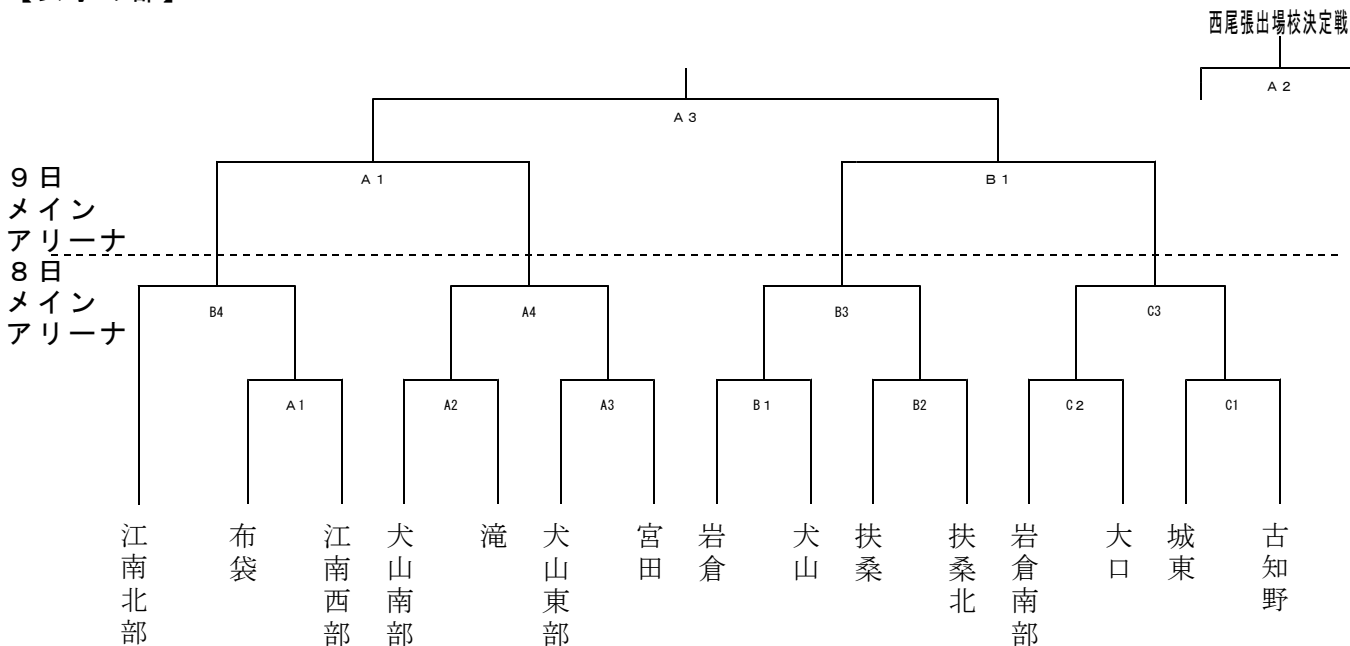 西尾張出場校決定戦
Ａ２
Ａ３
Ａ１
Ｂ１
９日
メイン
アリーナ
８日
メイン
アリーナ
B4
A4
B3
C3
Ａ１
A2
A3
Ｂ１
B2
Ｃ２
C1
江南北部
布袋
江南西部
犬山南部
滝
犬山東部
宮田
岩倉
犬山
扶桑
扶桑北
岩倉南部
大口
城東
古知野